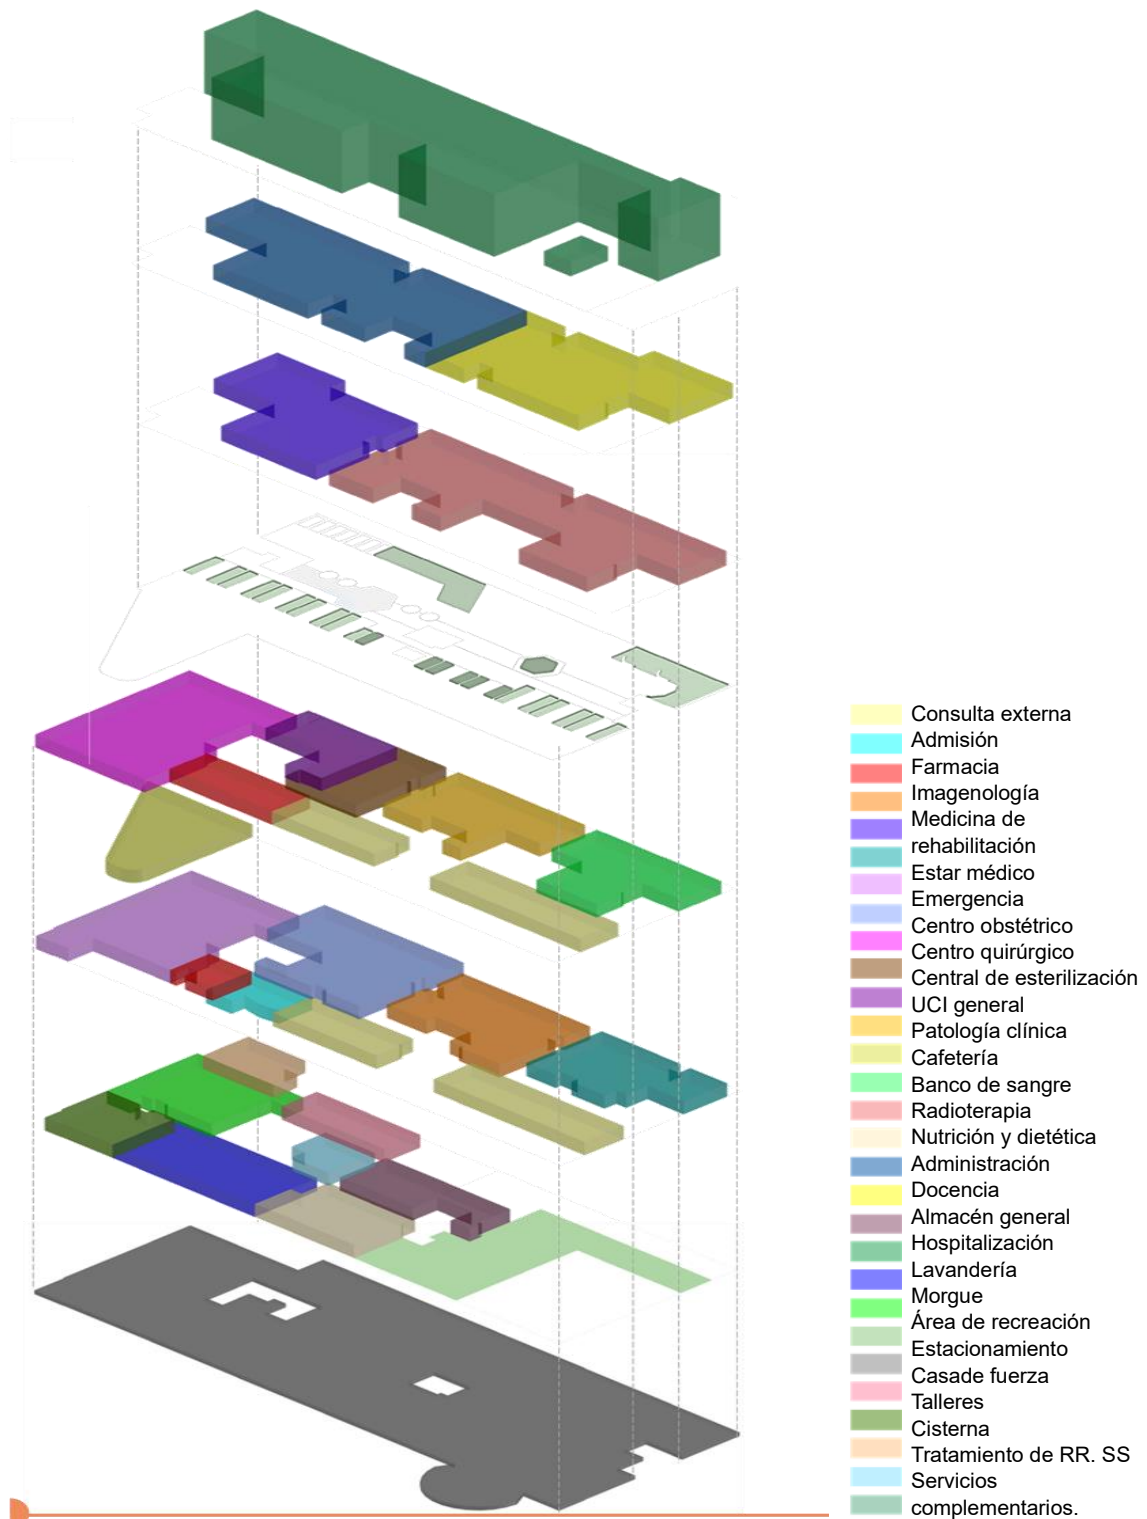 Consulta externa
Admisión
Farmacia
Imagenología
Medicina de
rehabilitación
Estar médico
Emergencia
Centro obstétrico
Centro quirúrgico
Central de esterilización
UCI general
Patología clínica
Cafetería
Banco de sangre
Radioterapia
Nutrición y dietética
Administración
Docencia
Almacén general
Hospitalización
Lavandería
Morgue
Área de recreación
Estacionamiento
Casade fuerza
Talleres
Cisterna
Tratamiento de RR. SS
Servicios
complementarios.